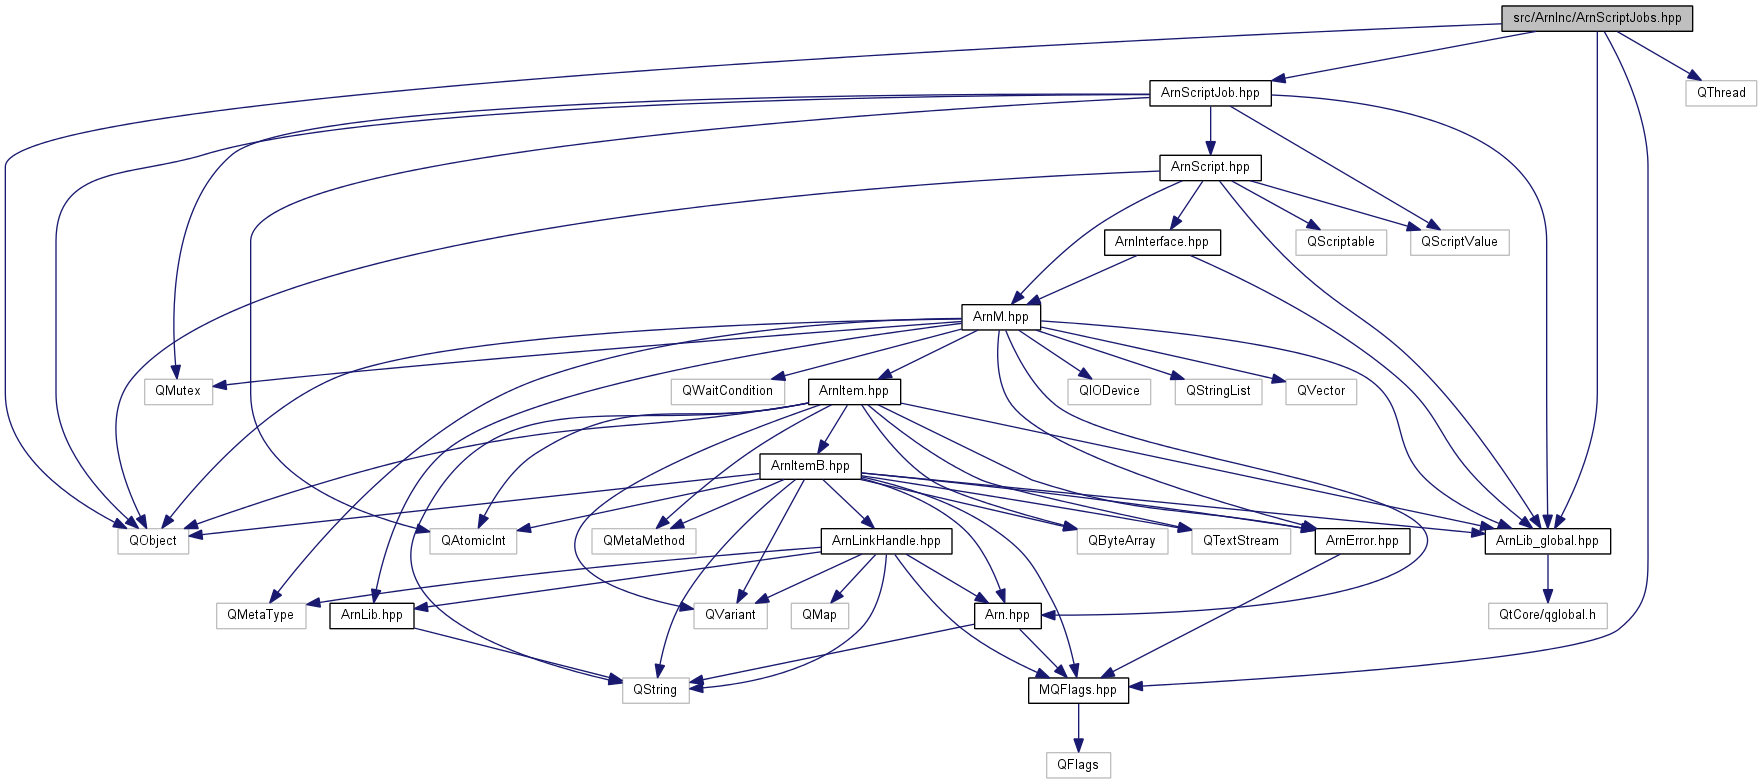 src/ArnInc/ArnScriptJobs.hpp
ArnScriptJob.hpp
QThread
ArnScript.hpp
ArnInterface.hpp
QScriptable
QScriptValue
ArnM.hpp
QMutex
QWaitCondition
ArnItem.hpp
QIODevice
QStringList
QVector
ArnItemB.hpp
QObject
QAtomicInt
QMetaMethod
ArnLinkHandle.hpp
QByteArray
QTextStream
ArnError.hpp
ArnLib_global.hpp
QMetaType
ArnLib.hpp
QVariant
QMap
Arn.hpp
QtCore/qglobal.h
QString
MQFlags.hpp
QFlags